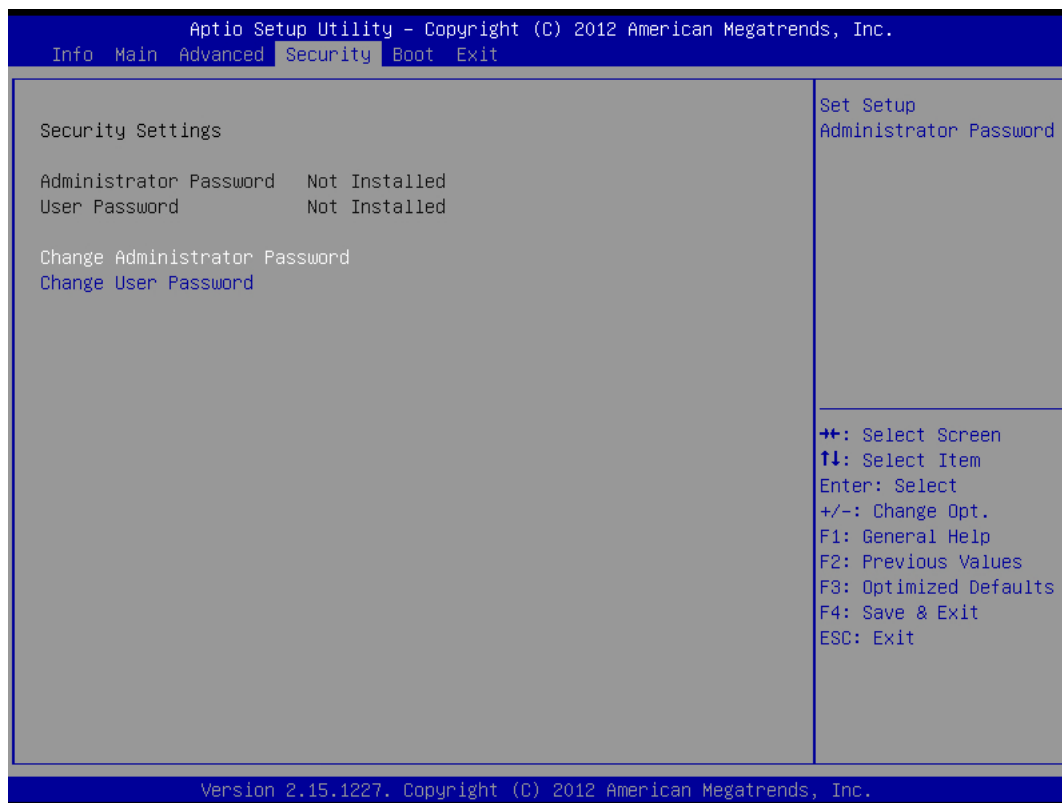 Aptio Setup Utility – Copyright (C) 2012 American Megatrends, Inc.
Info Main Advanced Security Boot Exit
Security Settings
Administrator Password Not Installed
User Password Not Installed
Change Administrator Password
Change User Password
Set Setup
Administrator Password
→←: Select Screen
↑↓: Select Item
Enter: Select
+/-: Change Opt.
F1: General Help
F2: Previous Values
F3: Optimized Defaults
F4: Save & Exit
ESC: Exit
Version 2.15.1227. Copyright (C) 2012 American Megatrends, Inc.